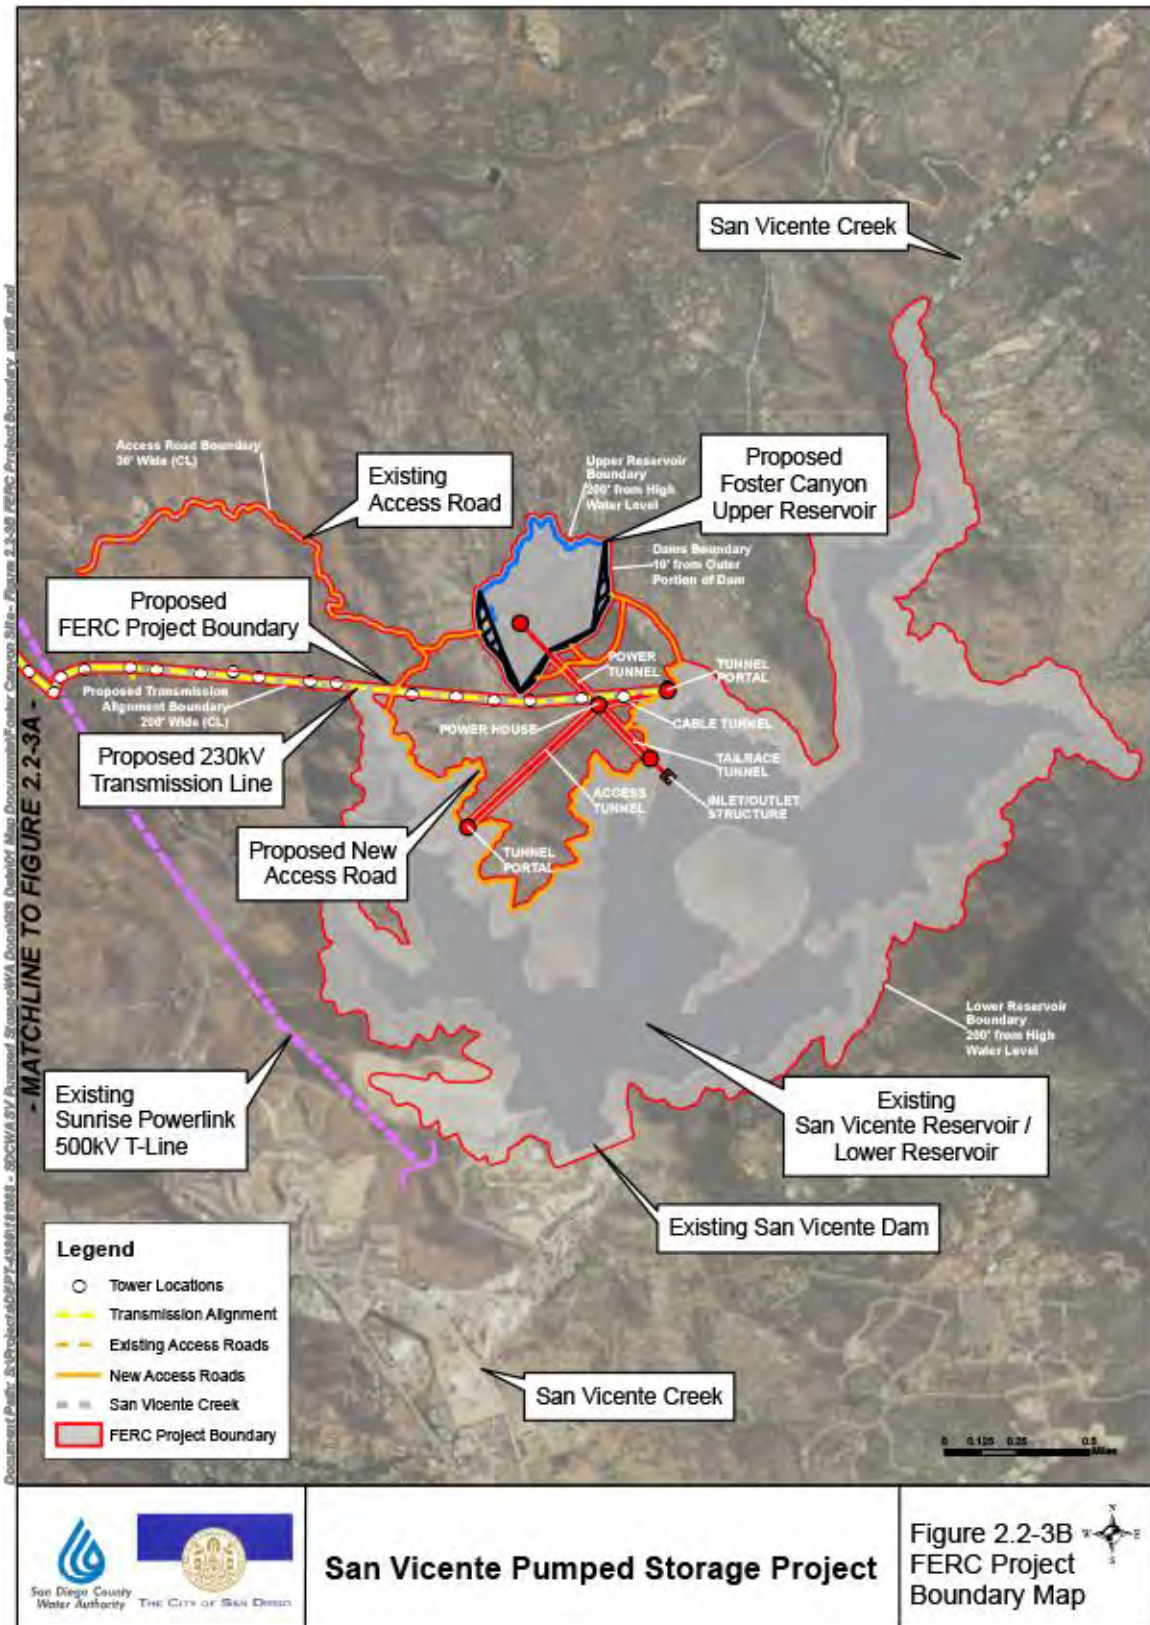 San Vicente Creek
Access Road Boundary
30' Wide (CL)
Existing
Access Road
Upper Reservoir
Boundary
200' from High
Water Level
Proposed
Foster Canyon
Upper Reservoir
Dams Boundary
10' from Outer
Portion of Dam
Proposed
FERC Project Boundary
POWER
TUNNEL
TUNNEL
PORTAL
Proposed Transmission
Alignment Boundary
200' Wide (CL)
POWER HOUSE
CABLE TUNNEL
Proposed 230kV
Transmission Line
TAILRACE
TUNNEL
ACCESS
TUNNEL
INLET/OUTLET
STRUCTURE
Proposed New
Access Road
TUNNEL
PORTAL
- MATCHLINE TO FIGURE 2.2-3A -
Lower Reservoir
Boundary
200' from High
Water Level
Existing
Sunrise Powerlink
500kV T-Line
Existing
San Vicente Reservoir /
Lower Reservoir
Existing San Vicente Dam
Legend
Tower Locations
Transmission Alignment
Existing Access Roads
New Access Roads
San Vicente Creek
FERC Project Boundary
San Vicente Creek
0 0.125 0.25 0.5
Miles
San Diego County
Water Authority
THE CITY OF SAN DIEGO
San Vicente Pumped Storage Project
Figure 2.2-3B
FERC Project
Boundary Map
N
W E
S